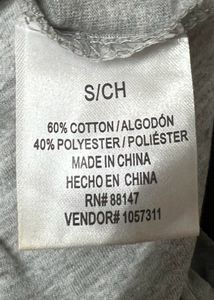 S/CH
60% COTTON/ALGODÓN
40% POLYESTER/POLIÉSTER
MADE IN CHINA
HECHO EN CHINA
RN# 88147
VENDOR# 1057311